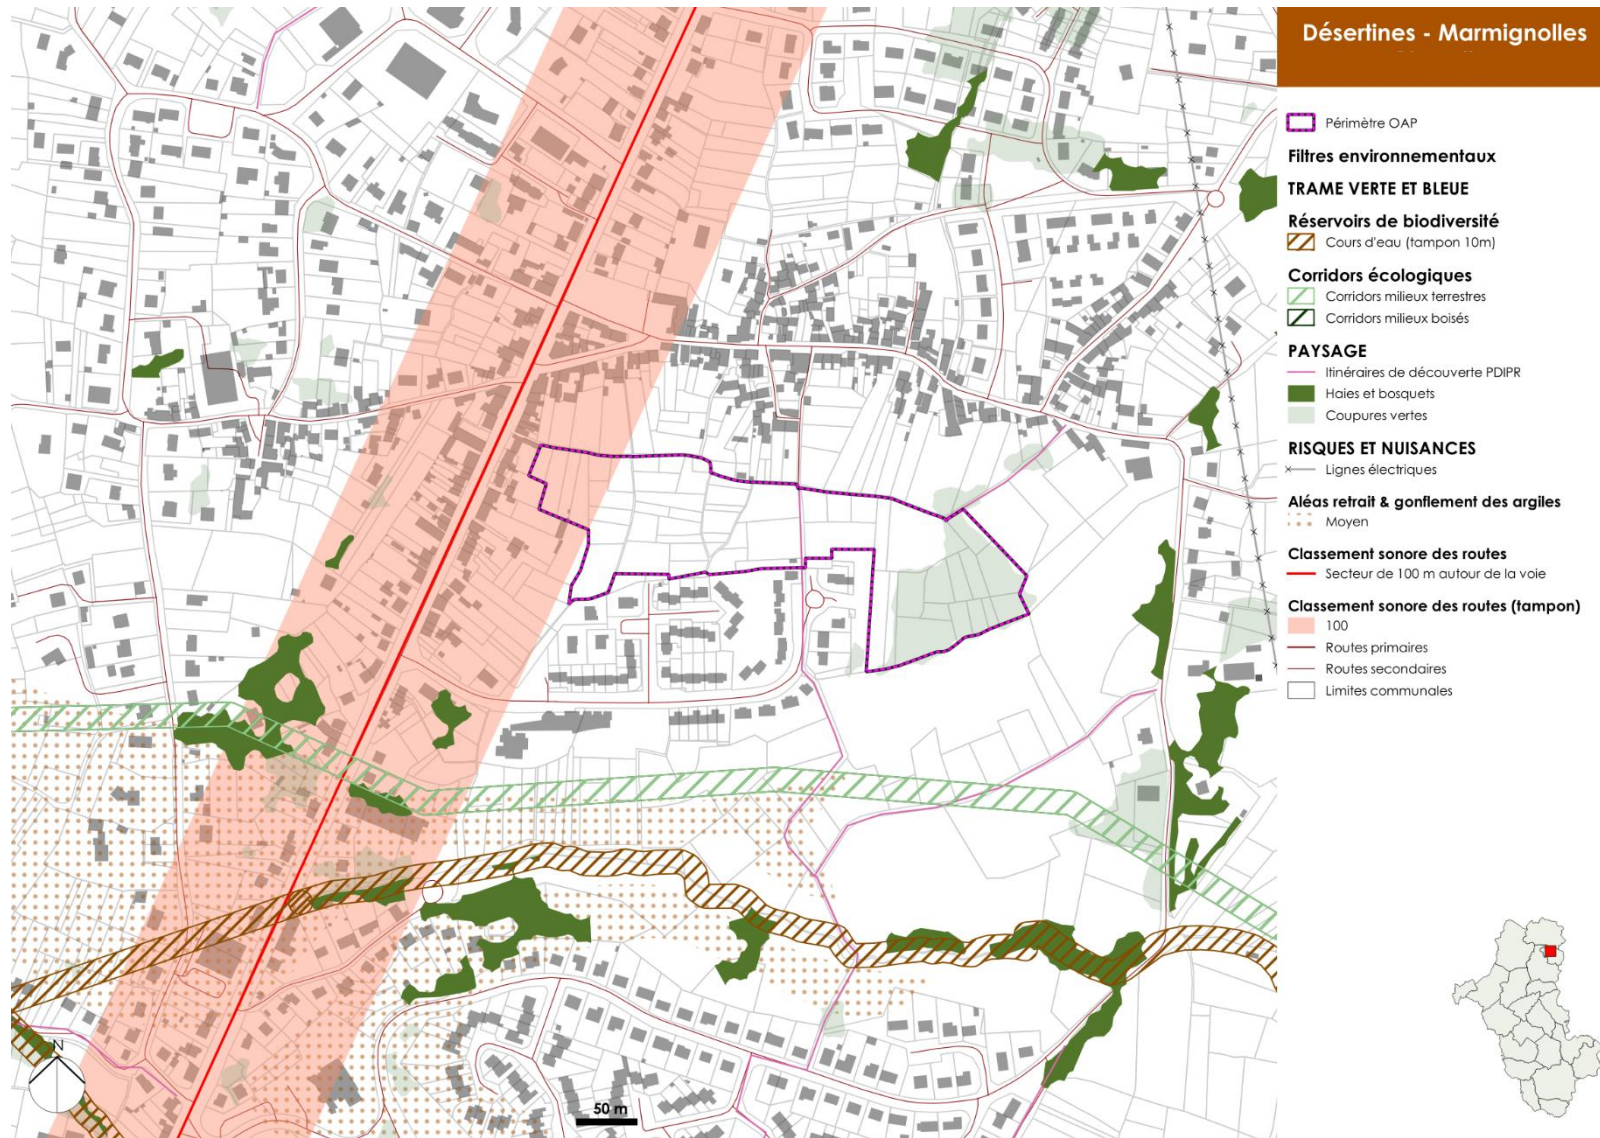 Désertines - Marmignolles
Périmètre OAP
Filtres environnementaux
TRAME VERTE ET BLEUE
Réservoirs de biodiversité
Cours d'eau (tampon 10m)
Corridors écologiques
Corridors milieux terrestres
Corridors milieux boisés
PAYSAGE
Itinéraires de découverte PDIPR
Haies et bosquets
Coupures vertes
RISQUES ET NUISANCES
Lignes électriques
Aléas retrait & gonflement des argiles
Moyen
Classement sonore des routes
Secteur de 100 m autour de la voie
Classement sonore des routes (tampon)
100
Routes primaires
Routes secondaires
Limites communales
N
50 m